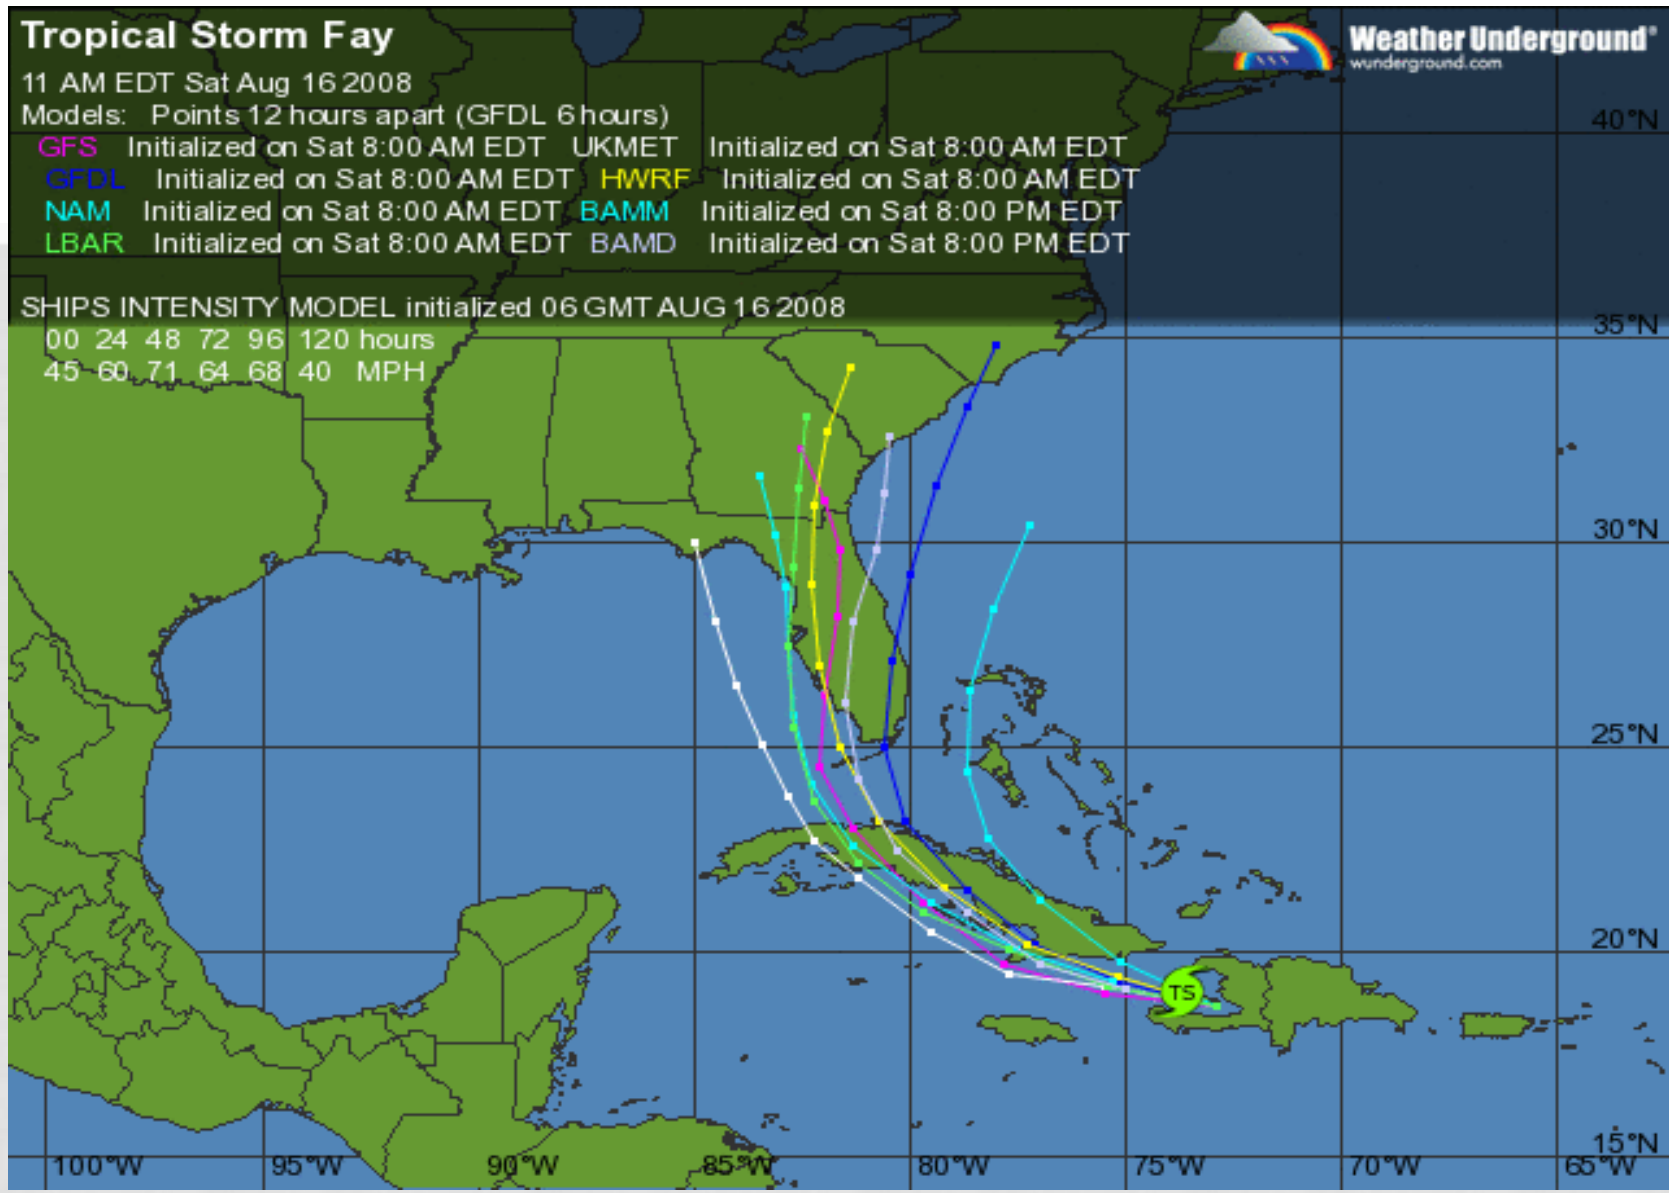 Tropical Storm Fay
Weather Underground®
wunderground.com
11 AM EDT Sat Aug 16 2008
Models: Points 12 hours apart (GFDL 6 hours)
GFS Initialized on Sat 8:00 AM EDT UKMET Initialized on Sat 8:00 AM EDT
GFDL Initialized on Sat 8:00 AM EDT HWRF Initialized on Sat 8:00 AM EDT
NAM Initialized on Sat 8:00 AM EDT BAMM Initialized on Sat 8:00 PM EDT
LBAR Initialized on Sat 8:00 AM EDT BAMD Initialized on Sat 8:00 PM EDT
SHIPS INTENSITY MODEL initialized 06 GMT AUG 16 2008
00 24 48 72 96 120 hours
45 60 71 64 68 40 MPH
40°N
35°N
30°N
25°N
20°N
TS
15°N
100°W 95°W 90°W 85°W 80°W 75°W 70°W 65°W